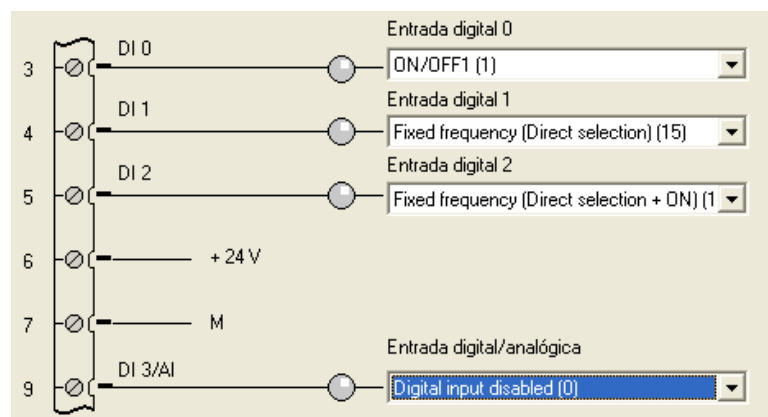 Entrada digital 0
3 DI 0 ON/OFF1 (1)
Entrada digital 1
4 DI 1 Fixed frequency (Direct selection) (15)
Entrada digital 2
5 DI 2 Fixed frequency (Direct selection + ON) (1
6 + 24 V
7 M
Entrada digital/analógica
9 DI 3/AI Digital input disabled (0)